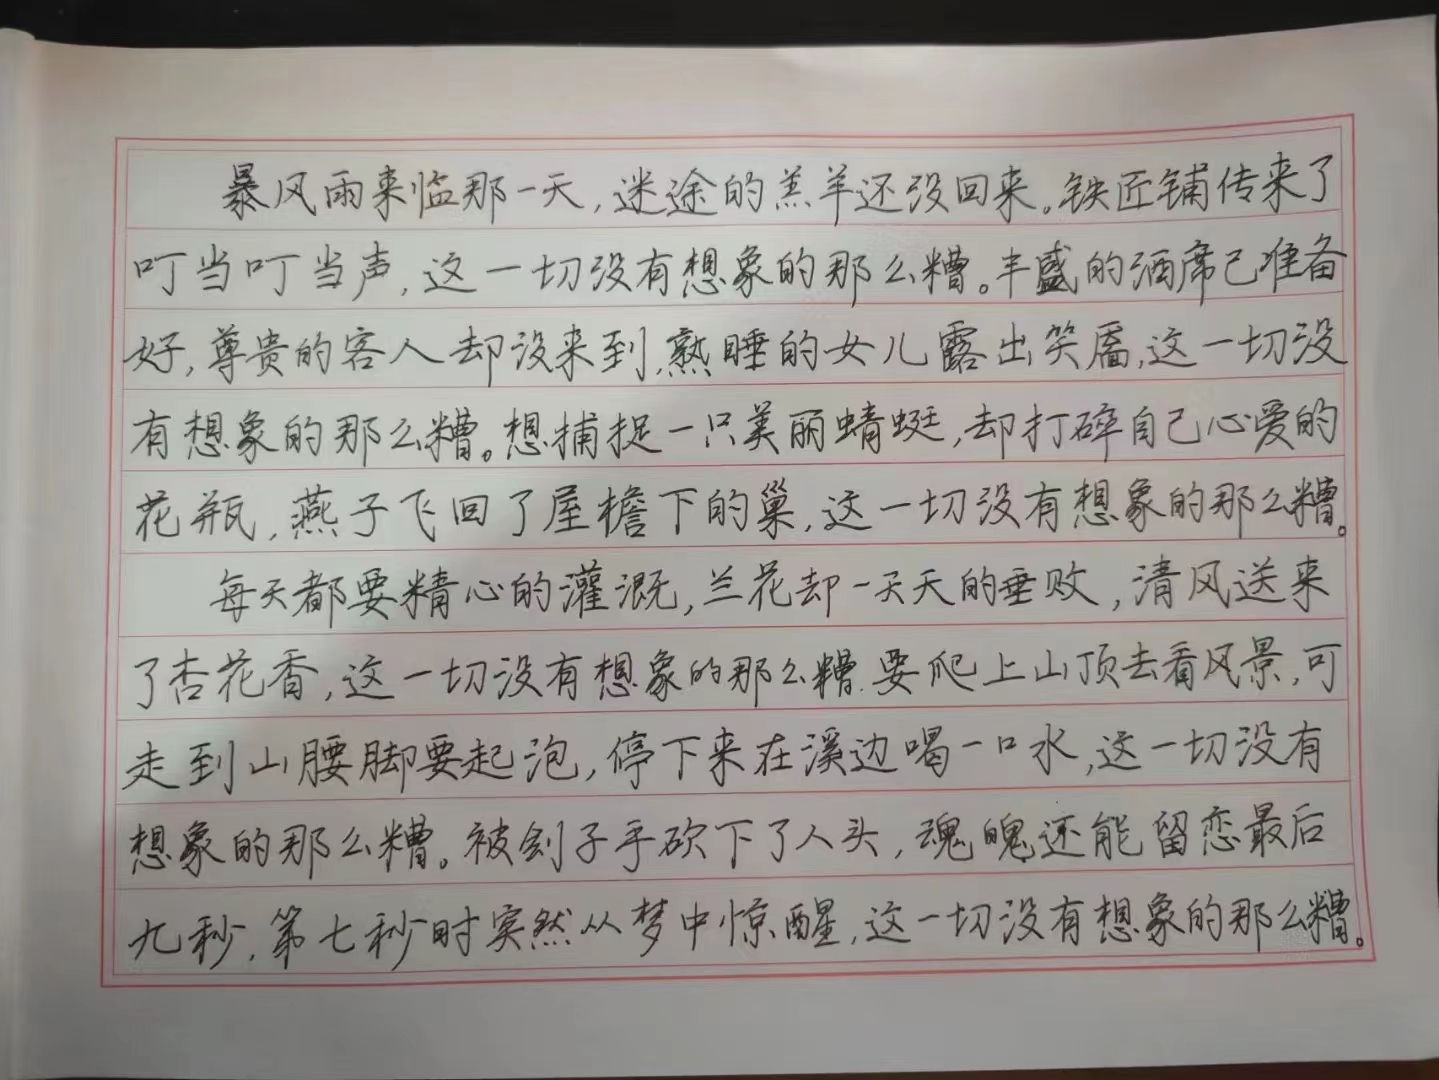 暴风雨来临那一天，迷途的羔羊还没回来。铁匠铺传来了
叮当叮当声，这一切没有想象的那么糟。丰盛的酒席已准备
好，尊贵的客人却没来到，熟睡的女儿露出笑靥，这一切没
有想象的那么糟。想捕捉一只美丽蜻蜓，却打碎自己心爱的
花瓶，燕子飞回了屋檐下的巢，这一切没有想象的那么糟。
每天都要精心的灌溉，兰花却一天天的垂败，清风送来
了杏花香，这一切没有想象的那么糟.要爬上山顶去看风景，可
走到山腰脚要起泡，停下来在溪边喝一口水，这一切没有
想象的那么糟。被刽子手砍下了人头，魂魄还能留恋最后
九秒，第七秒时突然从梦中惊醒，这一切没有想象的那么糟。